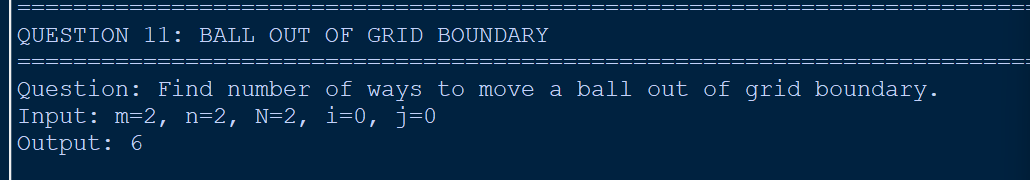 ================================================================================
QUESTION 11: BALL OUT OF GRID BOUNDARY
================================================================================
Question: Find number of ways to move a ball out of grid boundary.
Input: m=2, n=2, N=2, i=0, j=0
Output: 6